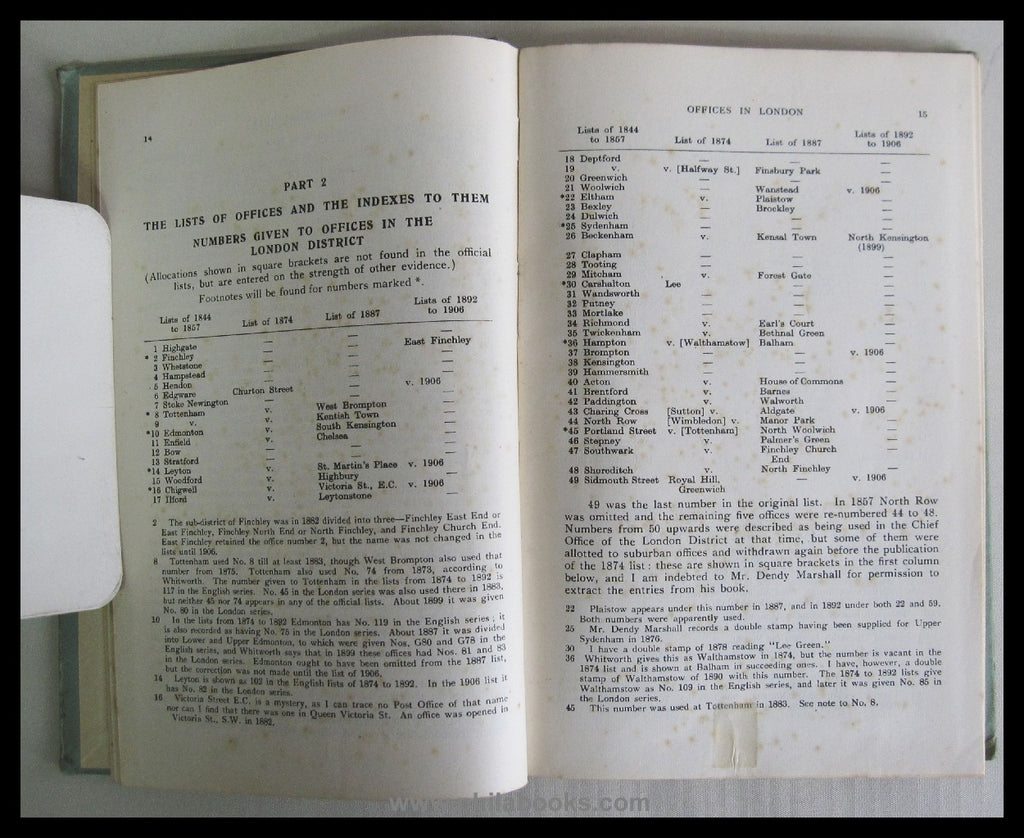 14
PART 2
THE LISTS OF OFFICES AND THE INDEXES TO THEM
NUMBERS GIVEN TO OFFICES IN THE
LONDON DISTRICT
(Allocations shown in square brackets are not found in the official
lists, but are entered on the strength of other evidence.)
Footnotes will be found for numbers marked *.
Lists of 1844 to 1857 List of 1874 List of 1887 Lists of 1892 to 1906
1 Highgate — — —
* 2 Finchley — — East Finchley
3 Whetstone — — —
4 Hampstead — — —
5 Hendon — — —
6 Edgware — — v. 1906
7 Stoke Newington Churton Street — —
* 8 Tottenham v. West Brompton —
9 v. v. Kentish Town —
*10 Edmonton v. South Kensington —
11 Enfield v. Chelsea —
12 Bow — — —
13 Stratford — — —
*14 Leyton v. St. Martin's Place v. 1906
15 Woodford v. Highbury —
*16 Chigwell v. Victoria St., E.C. v. 1906
17 Ilford v. Leytonstone —
2 The sub-district of Finchley was in 1882 divided into three—Finchley East End or
East Finchley, Finchley North End or North Finchley, and Finchley Church End.
East Finchley retained the office number 2, but the name was not changed in the
lists until 1906.
8 Tottenham used No. 8 till at least 1883, though West Brompton also used that
number from 1875. Tottenham also used No. 74 from 1873, according to
Whitworth. The number given to Tottenham in the lists from 1874 to 1892 is
117 in the English series. No. 45 in the London series was also used there in 1883,
but neither 45 nor 74 appears in any of the official lists. About 1899 it was given
No. 80 in the London series.
10 In the lists from 1874 to 1892 Edmonton has No. 119 in the English series; it
is also recorded as having No. 75 in the London series. About 1887 it was divided
into Lower and Upper Edmonton, to which were given Nos. G80 and G78 in the
English series, and Whitworth says that in 1899 these offices had Nos. 81 and 83
in the London series. Edmonton ought to have been omitted from the 1887 list,
but the correction was not made until the list of 1906.
14 Leyton is shown as 102 in the English lists of 1874 to 1892. In the 1906 list it
has No. 82 in the London series.
16 Victoria Street E.C. is a mystery, as I can trace no Post Office of that name
nor can I find that there was one in Queen Victoria St. An office was opened in
Victoria St., S.W. in 1882.
OFFICES IN LONDON 15
Lists of 1844 to 1857 List of 1874 List of 1887 Lists of 1892 to 1906
18 Deptford — — —
19 v. v. [Halfway St.] Finsbury Park —
20 Greenwich — — —
21 Woolwich — Wanstead v. 1906
*22 Eltham v. Plaistow —
23 Bexley — Brockley —
24 Dulwich — — —
*25 Sydenham — — —
26 Beckenham v. Kensal Town North Kensington (1899)
27 Clapham — — —
28 Tooting — — —
29 Mitcham v. Forest Gate —
*30 Carshalton Lee — —
31 Wandsworth — — —
32 Putney — — —
33 Mortlake — — —
34 Richmond v. Earl's Court —
35 Twickenham v. Bethnal Green —
*36 Hampton v. [Walthamstow] Balham —
37 Brompton — — v. 1906
38 Kensington — — —
39 Hammersmith — — —
40 Acton v. House of Commons —
41 Brentford v. Barnes —
42 Paddington v. Walworth —
43 Charing Cross [Sutton] v. Aldgate v. 1906
44 North Row [Wimbledon] v. Manor Park —
*45 Portland Street v. [Tottenham] North Woolwich —
46 Stepney v. Palmer's Green —
47 Southwark v. Finchley Church End —
48 Shoreditch v. North Finchley —
49 Sidmouth Street Royal Hill, Greenwich — v. 1906
49 was the last number in the original list. In 1857 North Row
was omitted and the remaining five offices were re-numbered 44 to 48.
Numbers from 50 upwards were described as being used in the Chief
Office of the London District at that time, but some of them were
allotted to suburban offices and withdrawn again before the publication
of the 1874 list: these are shown in square brackets in the first column
below, and I am indebted to Mr. Dendy Marshall for permission to
extract the entries from his book.
22 Plaistow appears under this number in 1887, and in 1892 under both 22 and 59.
Both numbers were apparently used.
25 Mr. Dendy Marshall records a double stamp having been supplied for Upper
Sydenham in 1876.
30 I have a double stamp of 1878 reading "Lee Green."
36 Whitworth gives this as Walthamstow in 1874, but the number is vacant in the
1874 list and is shown at Balham in succeeding ones. I have, however, a double
stamp of Walthamstow of 1890 with this number. The 1874 to 1892 lists give
Walthamstow as No. 109 in the English series, and later it was given No. 85 in
the London series.
45 This number was used at Tottenham in 1883. See note to No. 8.
www.philabooks.com